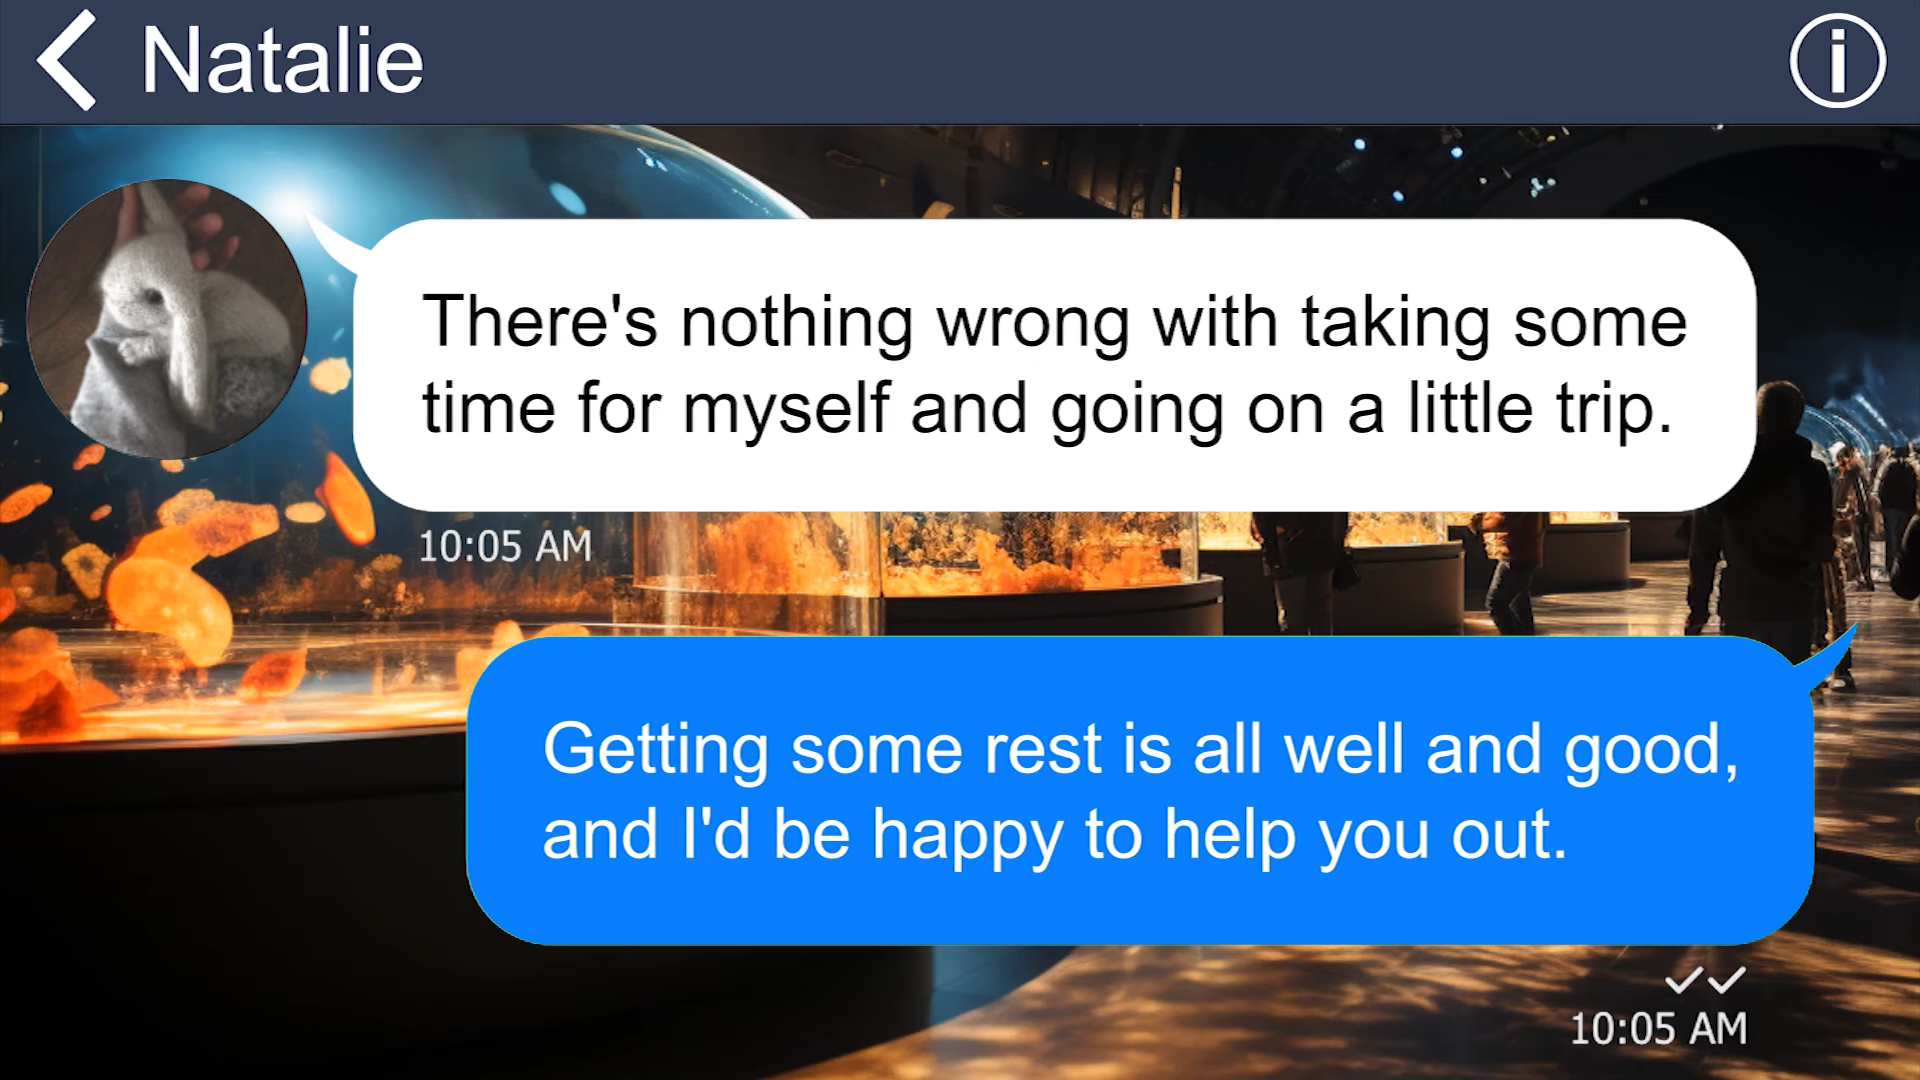 Natalie
There's nothing wrong with taking some
time for myself and going on a little trip.
10:05 AM
Getting some rest is all well and good,
and I'd be happy to help you out.
10:05 AM